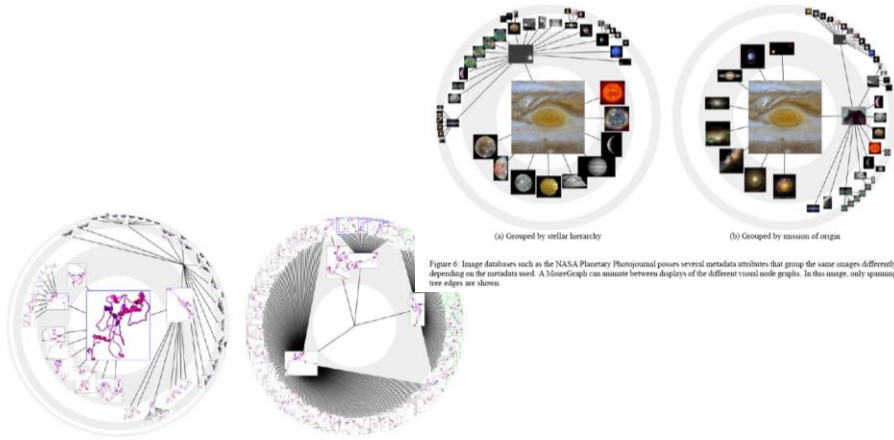 (a) Grouped by stellar hierarchy
(b) Grouped by mission of origin
Figure 6: Image databases such as the NASA Planetary Photojournal posses several metadata attributes that group the same images differently
depending on the metadata used. A MoireGraph can animate between displays of the different visual node graphs. In this image, only spanning
tree edges are shown.